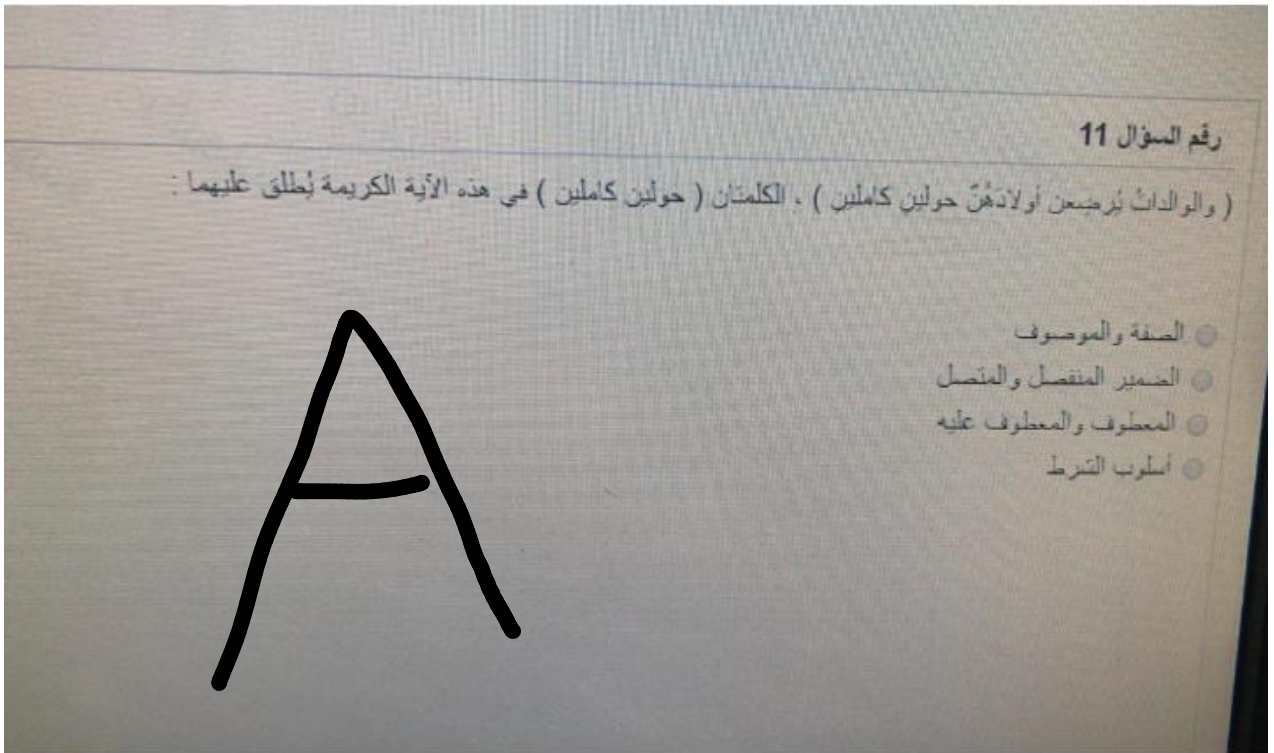 رقم السؤال 11
( والوالداتُ يُرضِعن أولادَهُنَّ حولينِ كاملينِ ) ، الكلمتان ( حولين كاملين ) في هذه الآية الكريمة يُطلق عليهما :
الصفة والموصوف
الضمير المنفصل والمتصل
المعطوف والمعطوف عليه
أسلوب الشرط
A